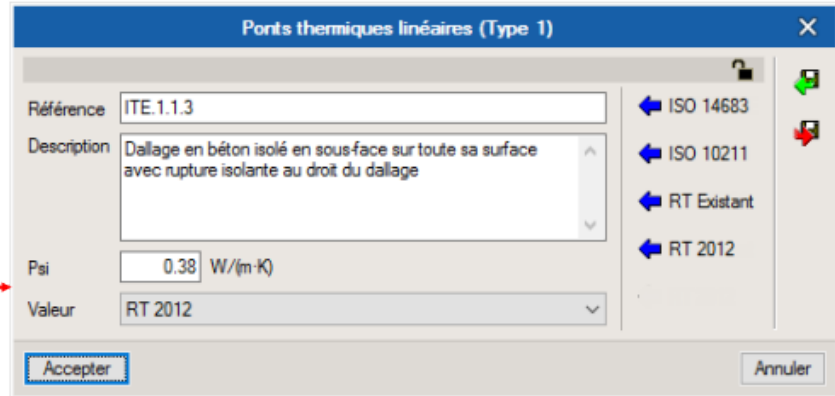 Ponts thermiques linéaires (Type 1)
Référence ITE.1.1.3
Description Dallage en béton isolé en sous-face sur toute sa surface
avec rupture isolante au droit du dallage
Psi 0.38 W/(m·K)
Valeur RT 2012
ISO 14683
ISO 10211
RT Existant
RT 2012
Accepter
Annuler